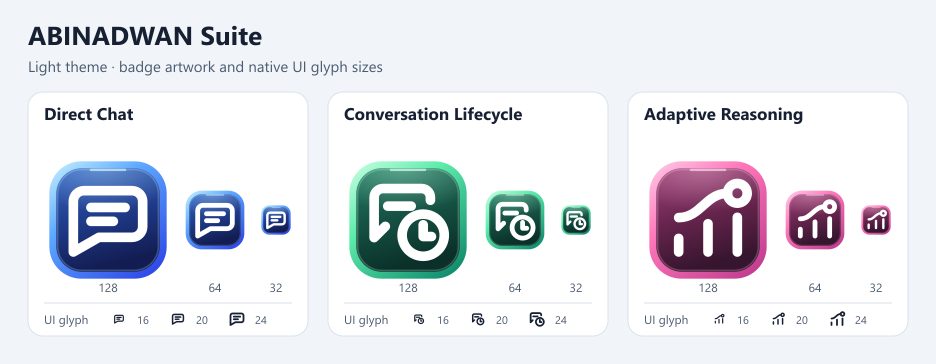 ABINADWAN Suite
Light theme · badge artwork and native UI glyph sizes
Direct Chat
128 64 32
UI glyph 16 20 24
Conversation Lifecycle
128 64 32
UI glyph 16 20 24
Adaptive Reasoning
128 64 32
UI glyph 16 20 24